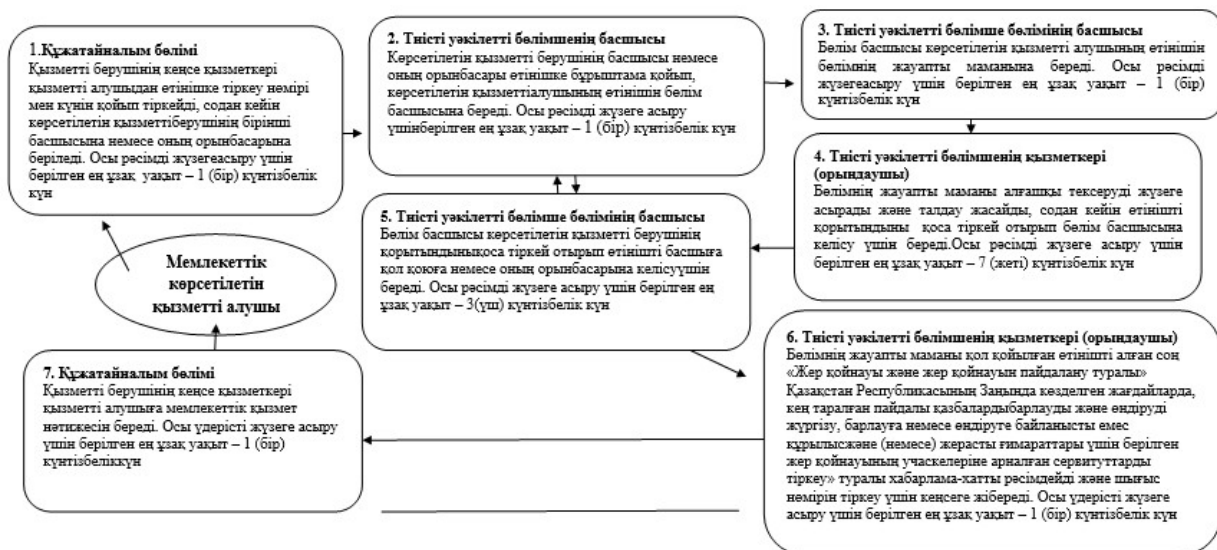 1.Құжатайналым бөлімі
Қызметті берушінің кеңсе қызметкері
қызметті алушыдан өтінішке тіркеу нөмірі
мен күнін қойып тіркейді, содан кейін
көрсетілетін қызметтіберушінің бірінші
басшысына немесе оның орынбасарына
беріледі. Осы рәсімді жүзегеасыру үшін
берілген ең ұзақ уақыт – 1 (бір) күнтізбелік
күн
2. Тиісті уәкілетті бөлімшенің басшысы
Көрсетілетін қызметті берушінің басшысы немесе
оның орынбасары өтінішке бұрыштама қойып,
көрсетілетін қызметтіалушының өтінішін бөлім
басшысына береді. Осы рәсімді жүзеге асыру
үшінберілген ең ұзақ уақыт – 1 (бір) күнтізбелік күн
3. Тиісті уәкілетті бөлімше бөлімінің басшысы
Бөлім басшысы көрсетілетін қызметті алушының өтінішін
бөлімнің жауапты маманына береді. Осы рәсімді
жүзегеасыру үшін берілген ең ұзақ уақыт – 1 (бір)
күнтізбелік күн
4. Тиісті уәкілетті бөлімшенің қызметкері
(орындаушы)
Бөлімнің жауапты маманы алғашқы тексеруді жүзеге
асырады және талдау жасайды, содан кейін өтінішті
қорытындыны қоса тіркей отырып бөлім басшысына
келісу үшін береді.Осы рәсімді жүзеге асыру үшін
берілген ең ұзақ уақыт – 7 (жеті) күнтізбелік күн
5. Тиісті уәкілетті бөлімше бөлімінің басшысы
Бөлім басшысы көрсетілетін қызметті берушінің
қорытындынықоса тіркей отырып өтінішті басшыға
қол қоюға немесе оның орынбасарына келісуүшін
береді. Осы рәсімді жүзеге асыру үшін берілген ең
ұзақ уақыт – 3(үш) күнтізбелік күн
Мемлекеттік
көрсетілетін
қызметті алушы
6. Тиісті уәкілетті бөлімшенің қызметкері (орындаушы)
Бөлімнің жауапты маманы қол қойылған өтінішті алған соң
«Жер қойнауы және жер қойнауын пайдалану туралы»
Қазақстан Республикасының Заңында көзделген жағдайларда,
кең таралған пайдалы қазбалардыбарлауды және өндіруді
жүргізу, барлауға немесе өндіруге байланысты емес
құрылысжәне (немесе) жерасты ғимараттары үшін берілген
жер қойнауының учаскелеріне арналған сервитуттарды
тіркеу» туралы хабарлама-хатты рәсімдейді және шығыс
нөмірін тіркеу үшін кеңсеге жібереді. Осы үдерісті жүзеге
асыру үшін берілген ең ұзақ уақыт – 1 (бір) күнтізбелік күн
7. Құжатайналым бөлімі
Қызметті берушінің кеңсе қызметкері
қызметті алушыға мемлекеттік қызмет
нәтижесін береді. Осы үдерісті жүзеге асыру
үшін берілген ең ұзақ уақыт – 1 (бір)
күнтізбеліккүн